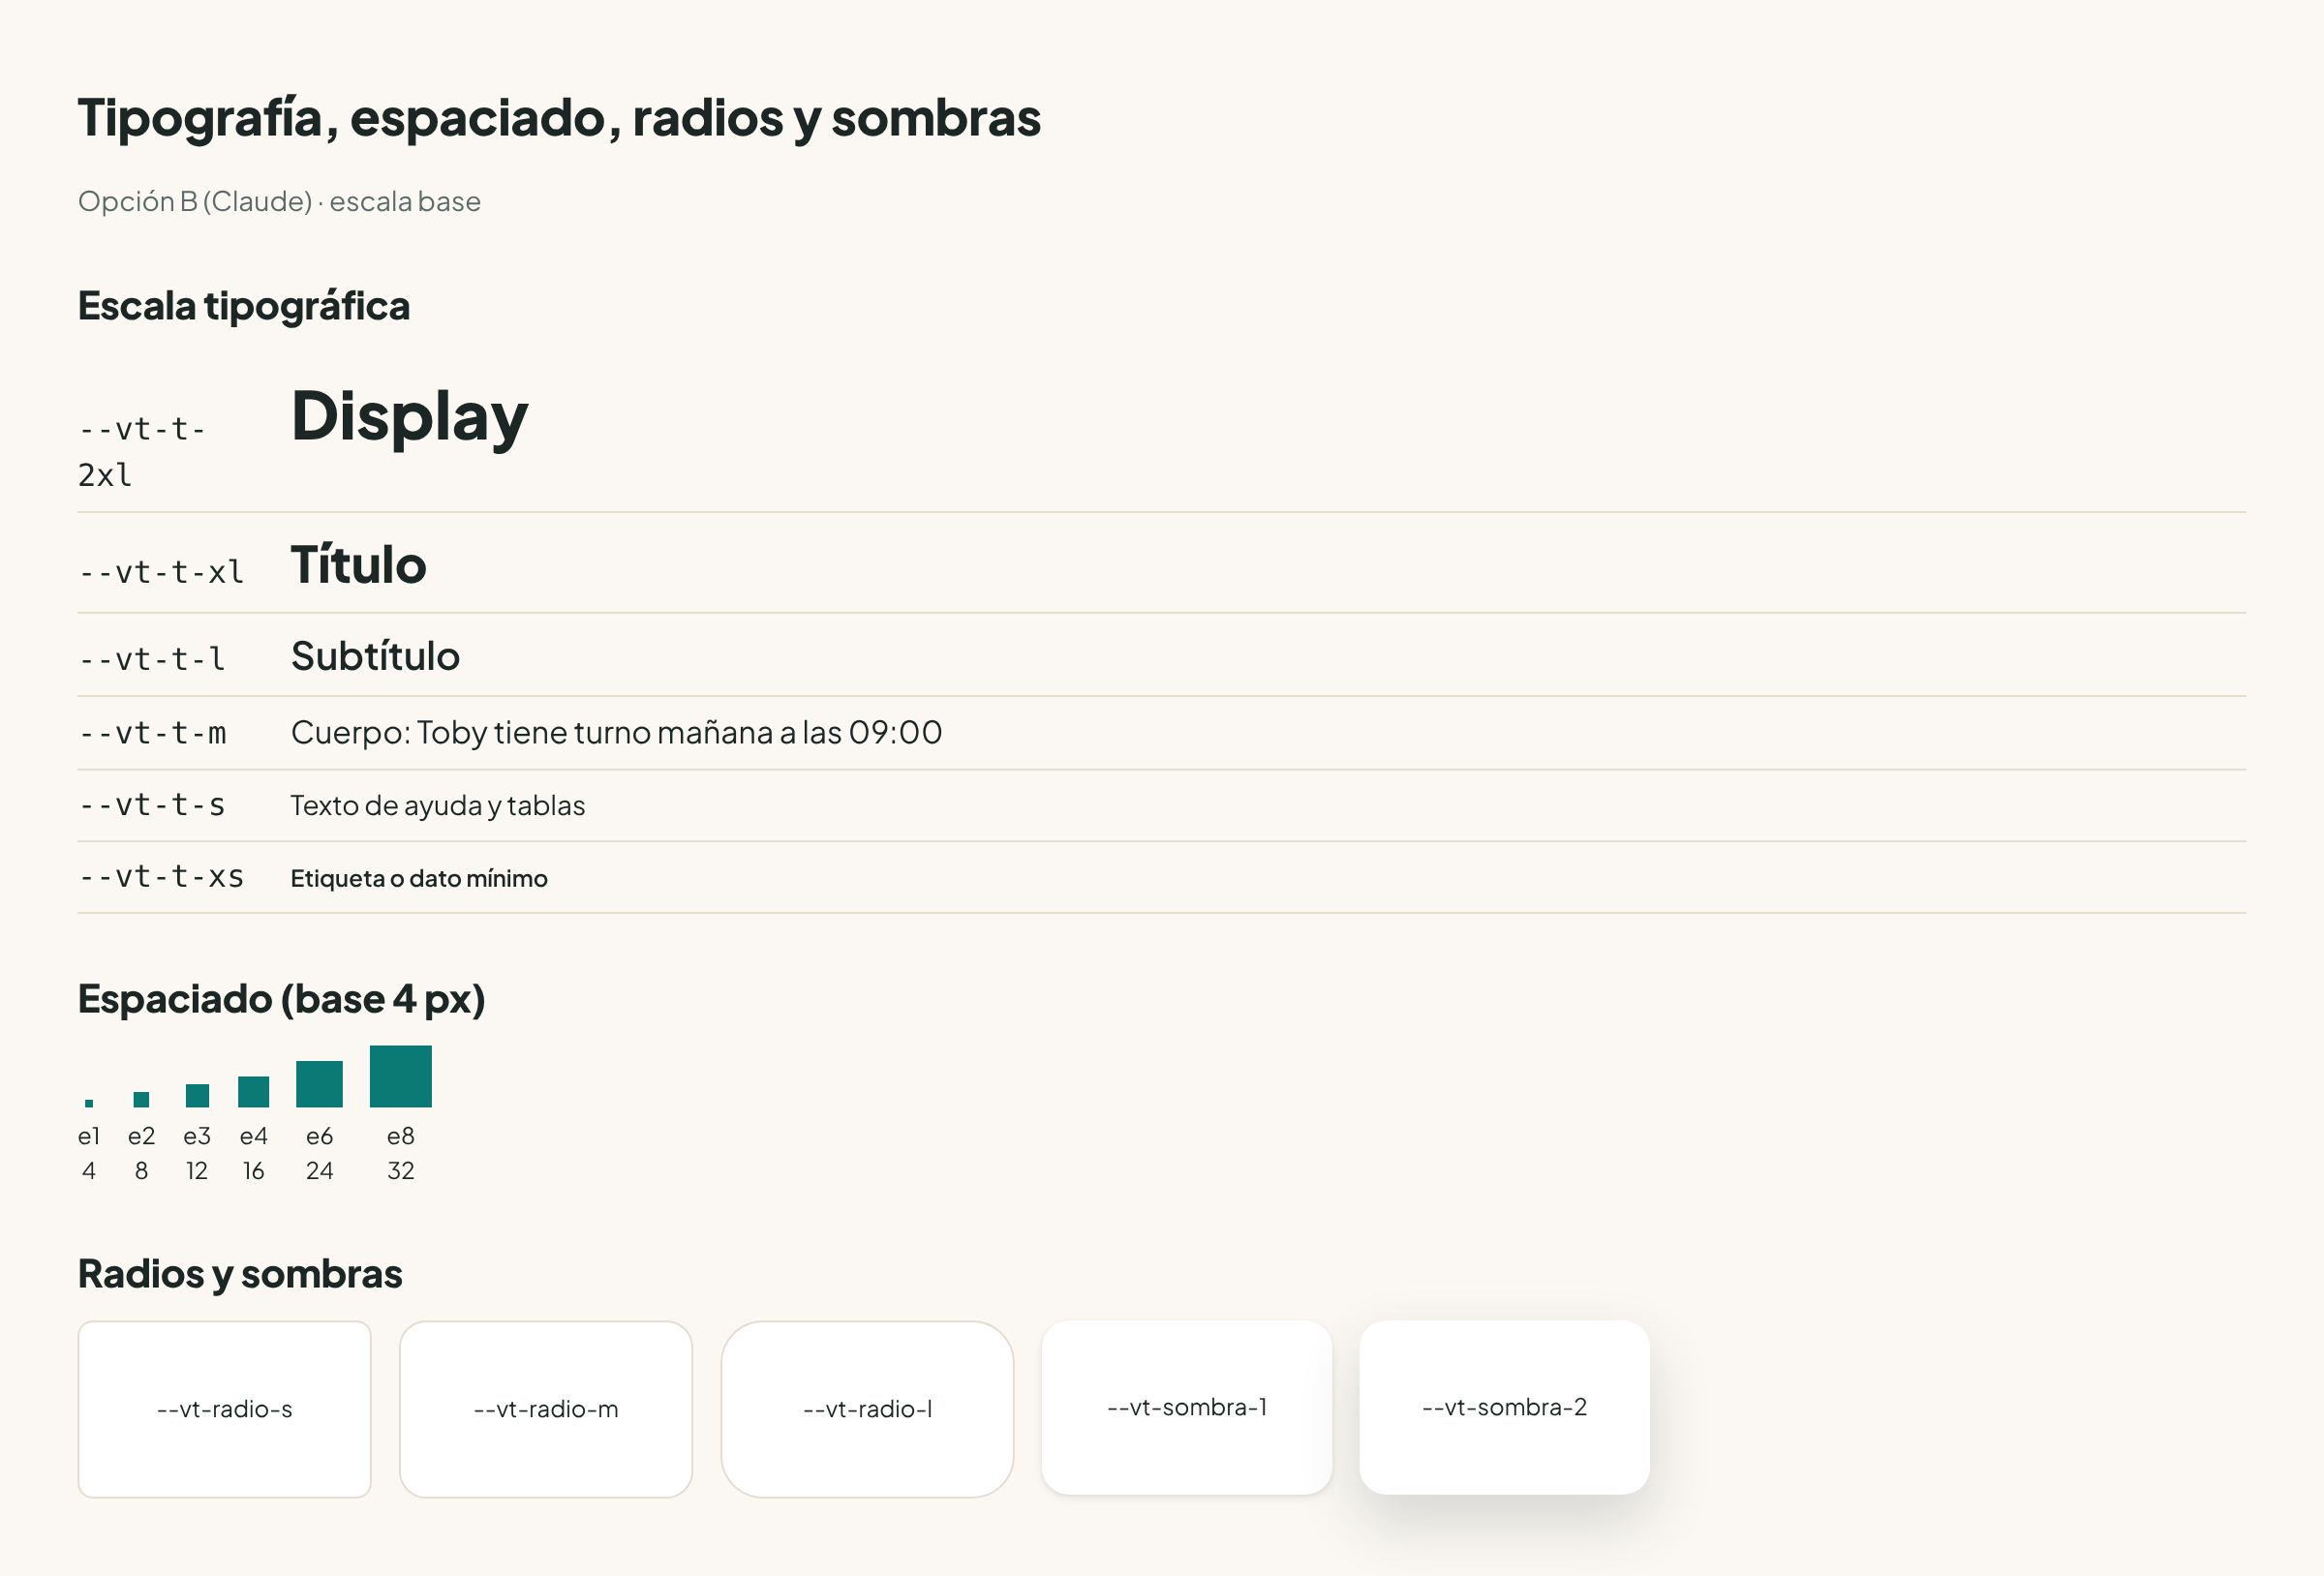 Tipografía, espaciado, radios y sombras
Opción B (Claude) · escala base
Escala tipográfica
--vt-t-
2xl
Display
--vt-t-xl Título
--vt-t-l Subtítulo
--vt-t-m Cuerpo: Toby tiene turno mañana a las 09:00
--vt-t-s Texto de ayuda y tablas
--vt-t-xs Etiqueta o dato mínimo
Espaciado (base 4 px)
e1 e2 e3 e4 e6 e8
4 8 12 16 24 32
Radios y sombras
--vt-radio-s --vt-radio-m --vt-radio-l --vt-sombra-1 --vt-sombra-2